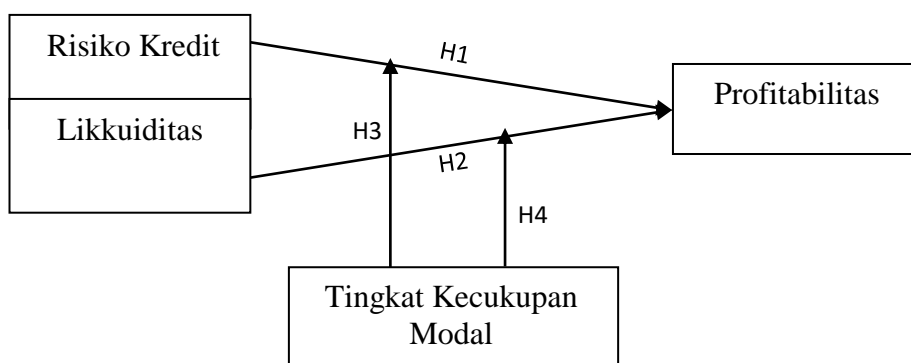 Risiko Kredit
Likkuiditas
H1
H2
H3
H4
Profitabilitas
Tingkat Kecukupan
Modal